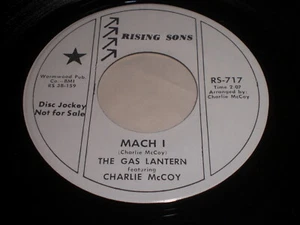 RISING SONS
Wormwood Pub.
Co.-BMI
RS-717
Time 2:07
Arranged by:
Charlie McCoy
Disc Jockey
Not for Sale
MACH I
(Charlie McCoy)
THE GAS LANTERN
featuring
CHARLIE McCOY